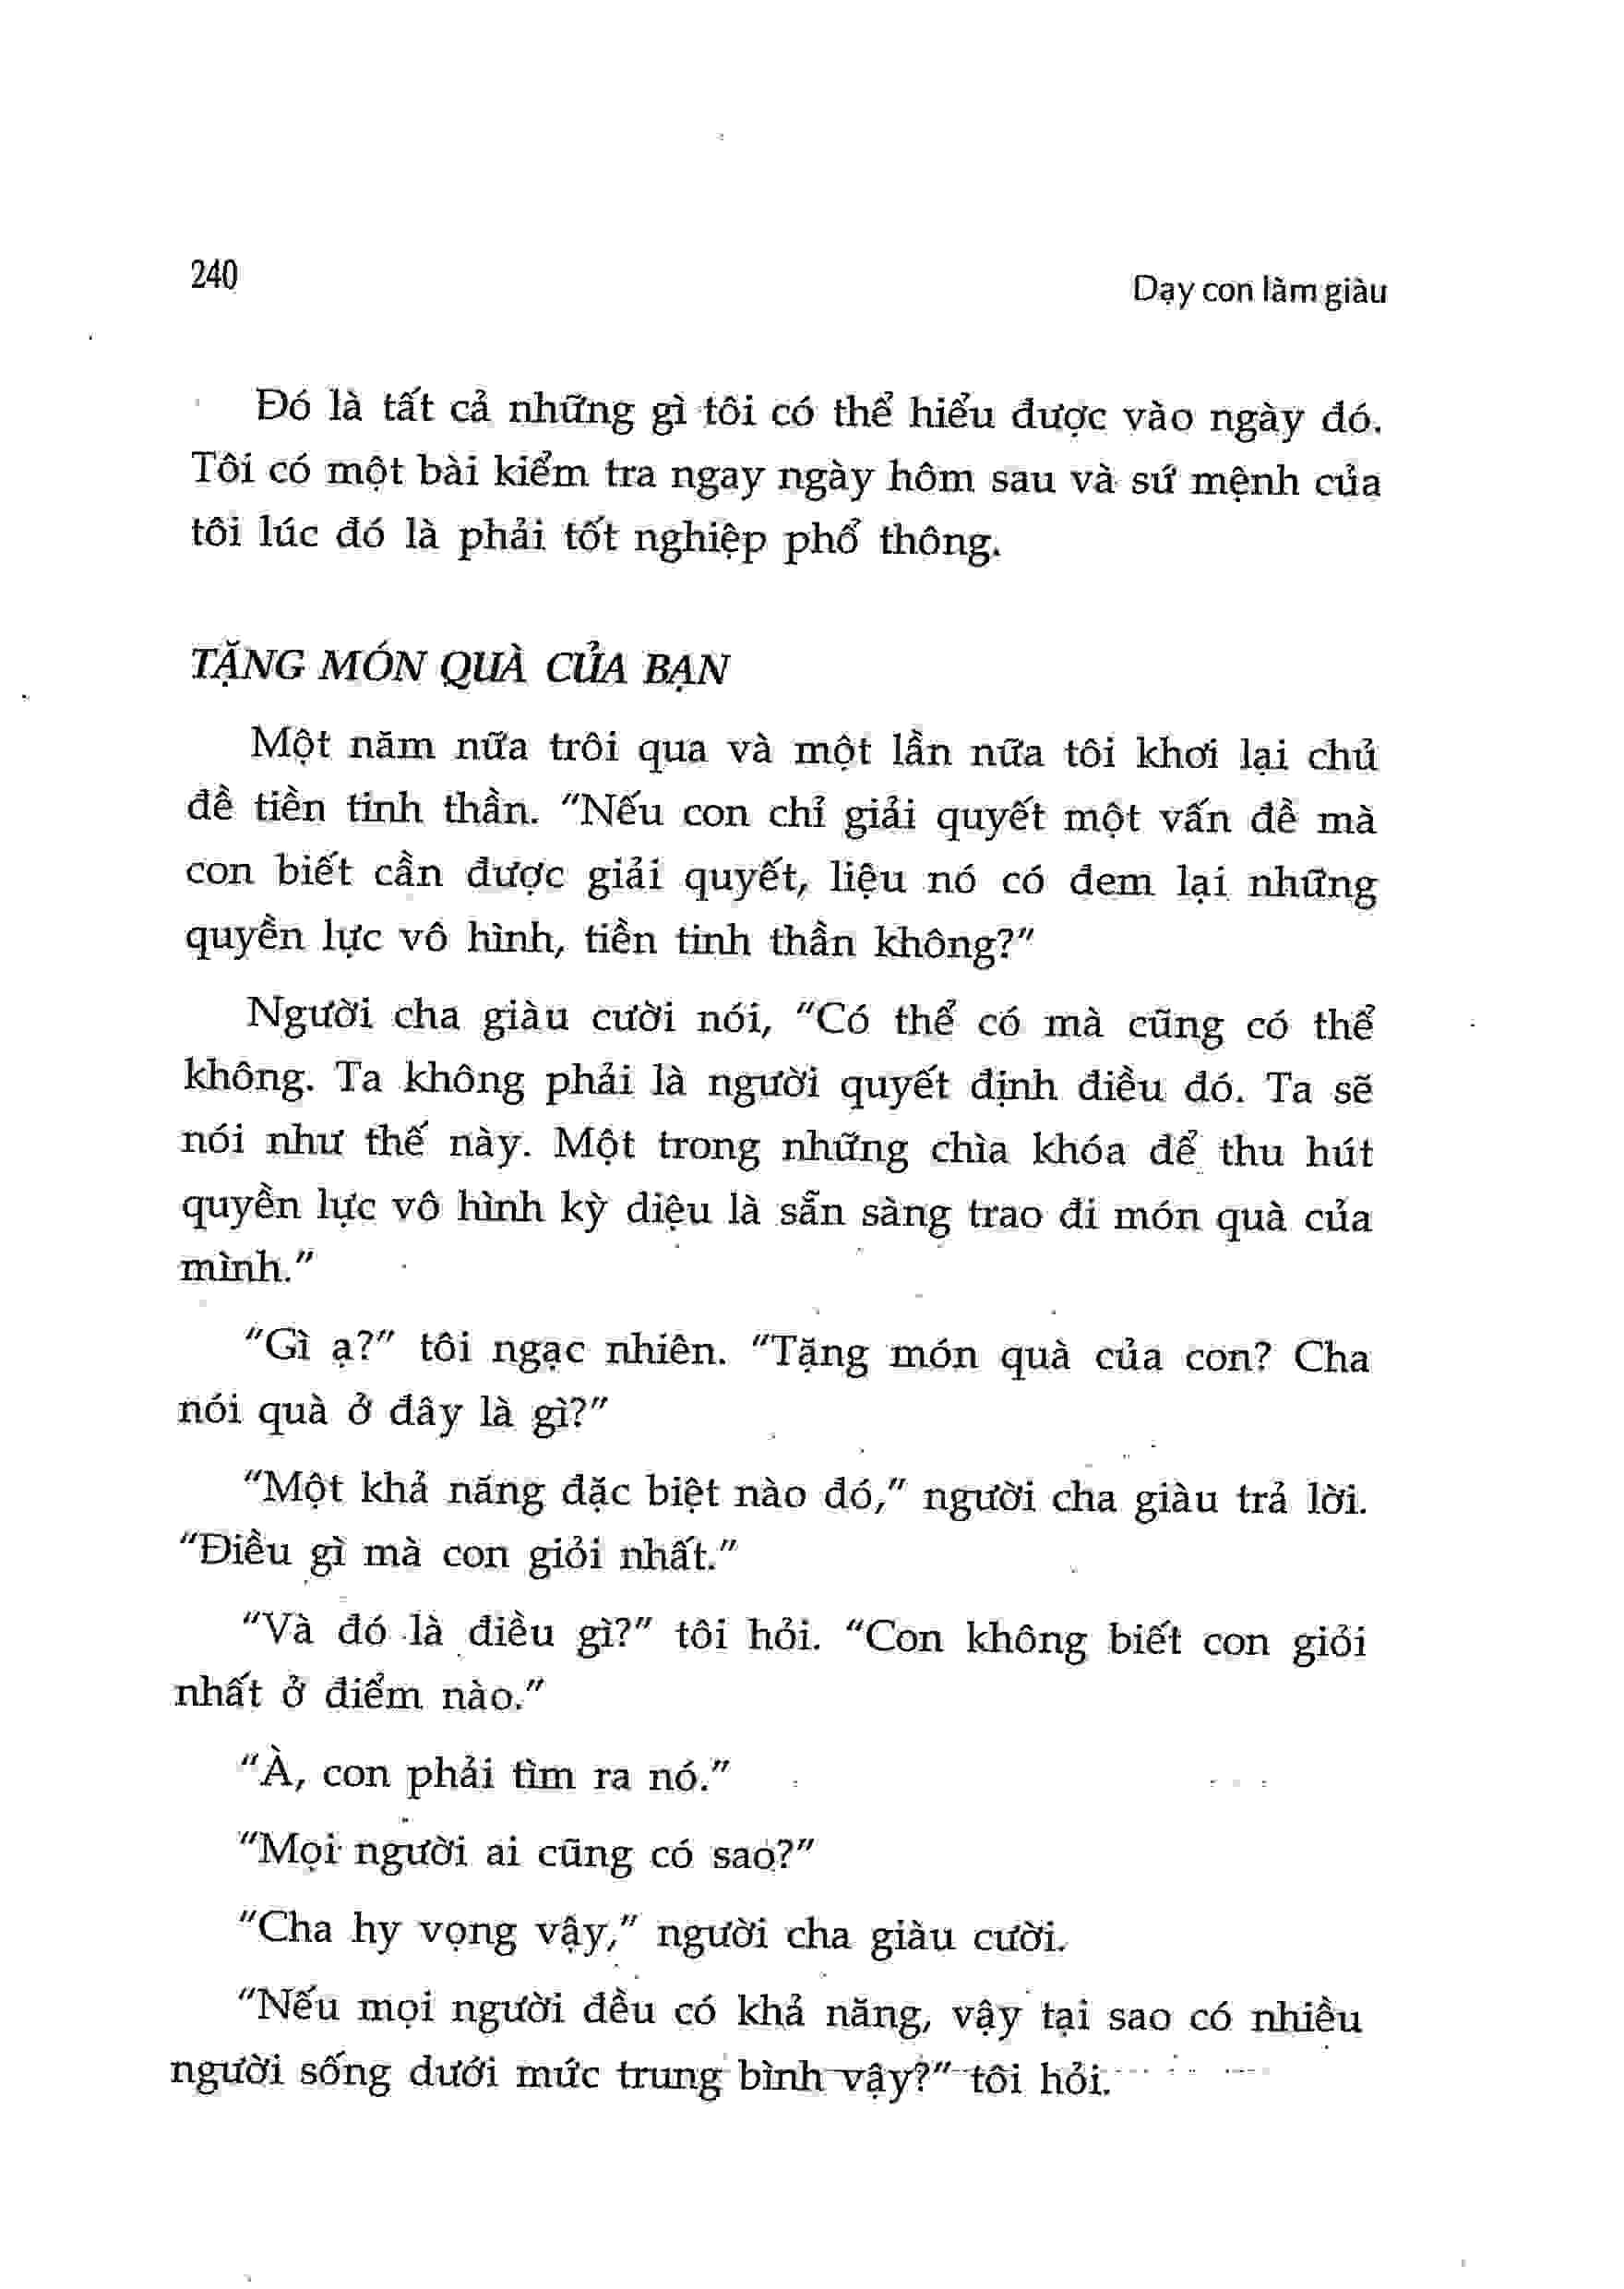 240
Dạy con làm giàu
Đó là tất cả những gì tôi có thể hiểu được vào ngày đó.
Tôi có một bài kiểm tra ngay ngày hôm sau và sứ mệnh của
tôi lúc đó là phải tốt nghiệp phổ thông.
TẶNG MÓN QUÀ CỦA BẠN
Một năm nữa trôi qua và một lần nữa tôi khơi lại chủ
đề tiền tinh thần. "Nếu con chỉ giải quyết một vấn đề mà
con biết cần được giải quyết, liệu nó có đem lại những
quyền lực vô hình, tiền tinh thần không?"
Người cha giàu cười nói, "Có thể có mà cũng có thể
không. Ta không phải là người quyết định điều đó. Ta sẽ
nói như thế này. Một trong những chìa khóa để thu hút
quyền lực vô hình kỳ diệu là sẵn sàng trao đi món quà của
mình."
"Gì ạ?" tôi ngạc nhiên. "Tặng món quà của con? Cha
nói quà ở đây là gì?"
"Một khả năng đặc biệt nào đó," người cha giàu trả lời.
"Điều gì mà con giỏi nhất."
"Và đó là điều gì?" tôi hỏi. "Con không biết con giỏi
nhất ở điểm nào."
"À, con phải tìm ra nó."
"Mọi người ai cũng có sao?"
"Cha hy vọng vậy," người cha giàu cười.
"Nếu mọi người đều có khả năng, vậy tại sao có nhiều
người sống dưới mức trung bình vậy?" tôi hỏi.